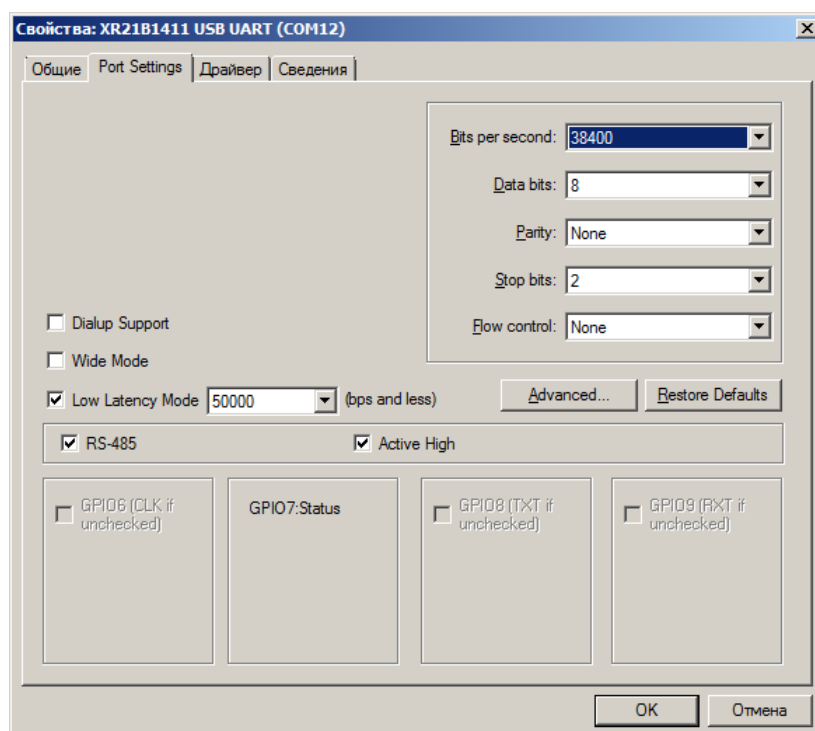 Свойства: XR21B1411 USB UART (COM12)
Общие Port Settings Драйвер Сведения
Bits per second: 38400
Data bits: 8
Parity: None
Stop bits: 2
Dialup Support
Flow control: None
Wide Mode
Low Latency Mode 50000 (bps and less)
Advanced... Restore Defaults
RS-485 Active High
GPIO6 (CLK if
unchecked)
GPIO7:Status
GPIO8 (TXT if
unchecked)
GPIO9 (RXT if
unchecked)
OK Отмена